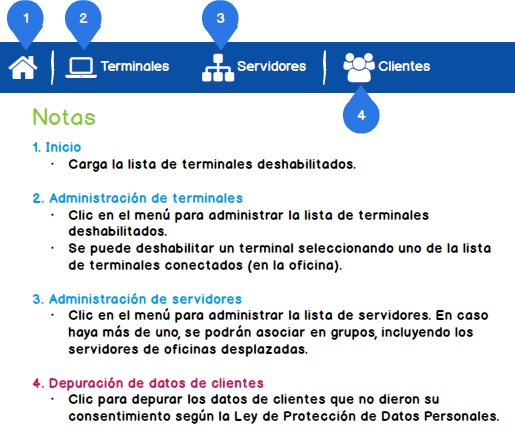 1
2
3
Terminales
Servidores
Clientes
4
Notas
1. Inicio
· Carga la lista de terminales deshabilitados.
2. Administración de terminales
· Clic en el menú para administrar la lista de terminales
deshabilitados.
· Se puede deshabilitar un terminal seleccionando uno de la lista
de terminales conectados (en la oficina).
3. Administración de servidores
· Clic en el menú para administrar la lista de servidores. En caso
haya más de uno, se podrán asociar en grupos, incluyendo los
servidores de oficinas desplazadas.
4. Depuración de datos de clientes
· Clic para depurar los datos de clientes que no dieron su
consentimiento según la Ley de Protección de Datos Personales.